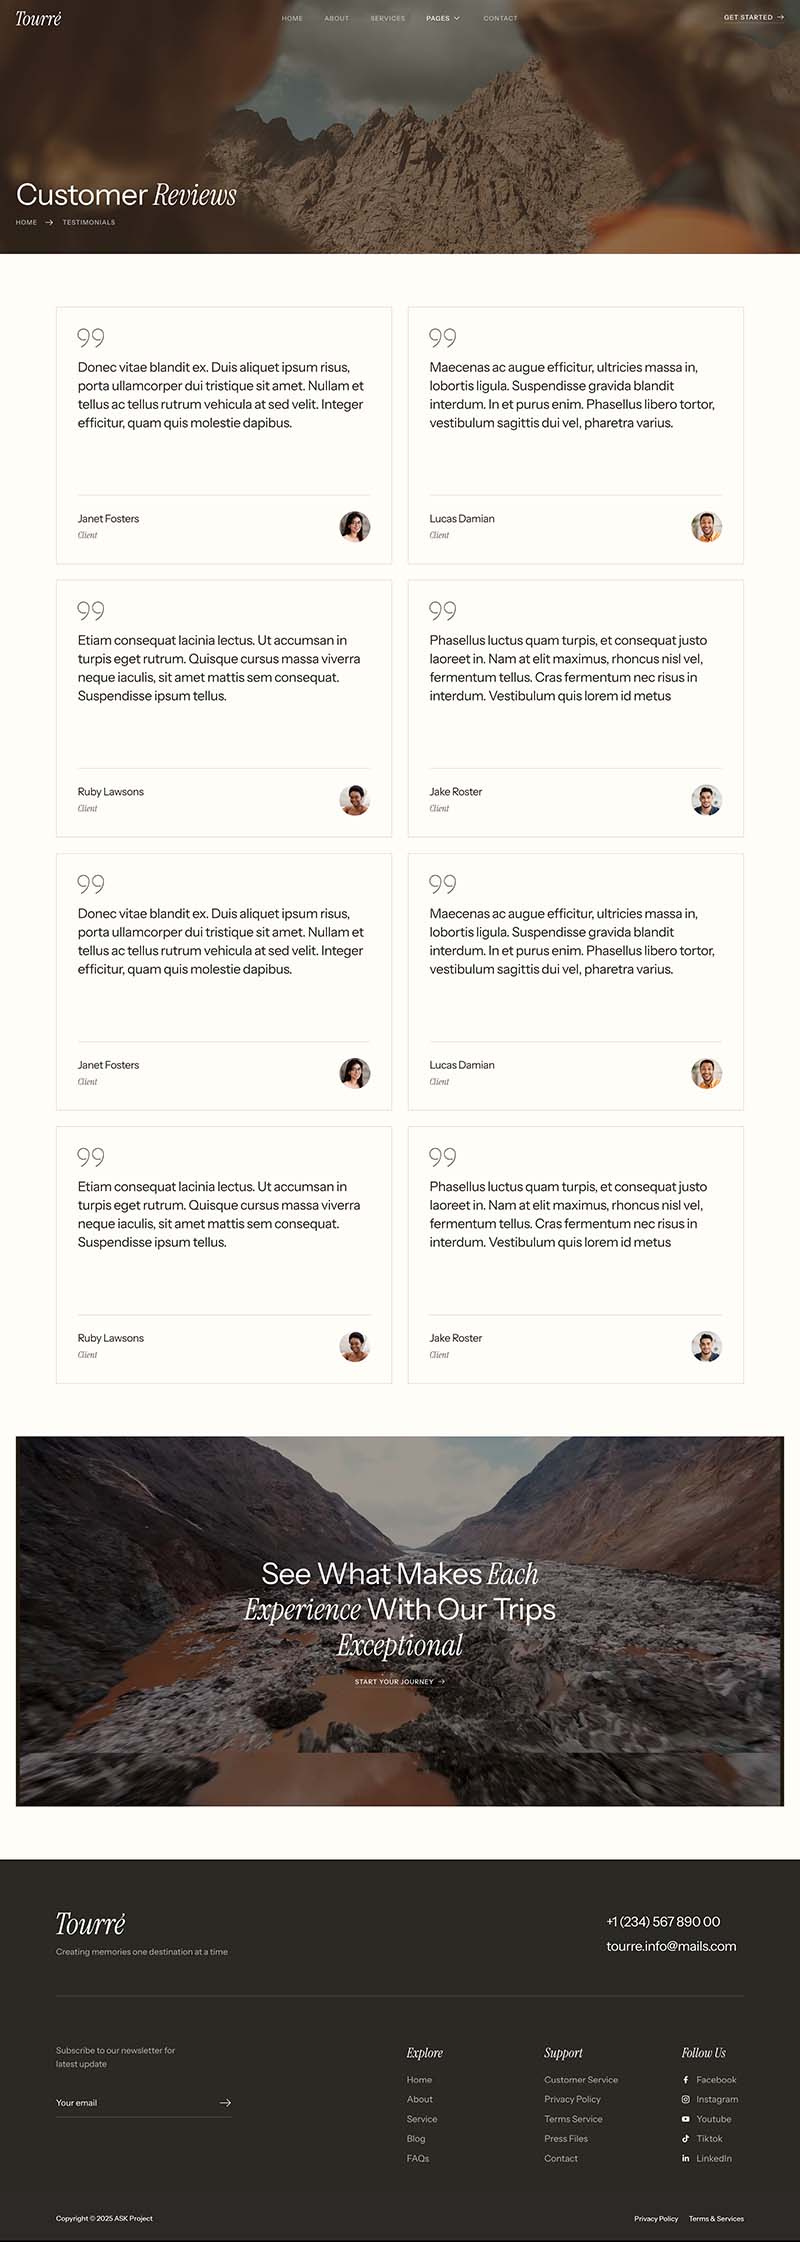 Tourré
HOME ABOUT SERVICES PAGES CONTACT
GET STARTED →
Customer Reviews
HOME → TESTIMONIALS
99
Donec vitae blandit ex. Duis aliquet ipsum risus,
porta ullamcorper dui tristique sit amet. Nullam et
tellus ac tellus rutrum vehicula at sed velit. Integer
efficitur, quam quis molestie dapibus.
Janet Fosters
Client
99
Maecenas ac augue efficitur, ultricies massa in,
lobortis ligula. Suspendisse gravida blandit
interdum. In et purus enim. Phasellus libero tortor,
vestibulum sagittis dui vel, pharetra varius.
Lucas Damian
Client
99
Etiam consequat lacinia lectus. Ut accumsan in
turpis eget rutrum. Quisque cursus massa viverra
neque iaculis, sit amet mattis sem consequat.
Suspendisse ipsum tellus.
Ruby Lawsons
Client
99
Phasellus luctus quam turpis, et consequat justo
laoreet in. Nam at elit maximus, rhoncus nisl vel,
fermentum tellus. Cras fermentum nec risus in
interdum. Vestibulum quis lorem id metus
Jake Roster
Client
99
Donec vitae blandit ex. Duis aliquet ipsum risus,
porta ullamcorper dui tristique sit amet. Nullam et
tellus ac tellus rutrum vehicula at sed velit. Integer
efficitur, quam quis molestie dapibus.
Janet Fosters
Client
99
Maecenas ac augue efficitur, ultricies massa in,
lobortis ligula. Suspendisse gravida blandit
interdum. In et purus enim. Phasellus libero tortor,
vestibulum sagittis dui vel, pharetra varius.
Lucas Damian
Client
99
Etiam consequat lacinia lectus. Ut accumsan in
turpis eget rutrum. Quisque cursus massa viverra
neque iaculis, sit amet mattis sem consequat.
Suspendisse ipsum tellus.
Ruby Lawsons
Client
99
Phasellus luctus quam turpis, et consequat justo
laoreet in. Nam at elit maximus, rhoncus nisl vel,
fermentum tellus. Cras fermentum nec risus in
interdum. Vestibulum quis lorem id metus
Jake Roster
Client
See What Makes Each
Experience With Our Trips
Exceptional
START YOUR JOURNEY →
Tourré
Creating memories one destination at a time
+1 (234) 567 890 00
tourre.info@mails.com
Subscribe to our newsletter for
latest update
Your email →
Explore
Home
About
Service
Blog
FAQs
Support
Customer Service
Privacy Policy
Terms Service
Press Files
Contact
Follow Us
Facebook
Instagram
Youtube
Tiktok
LinkedIn
Copyright © 2025 ASK Project
Privacy Policy Terms & Services